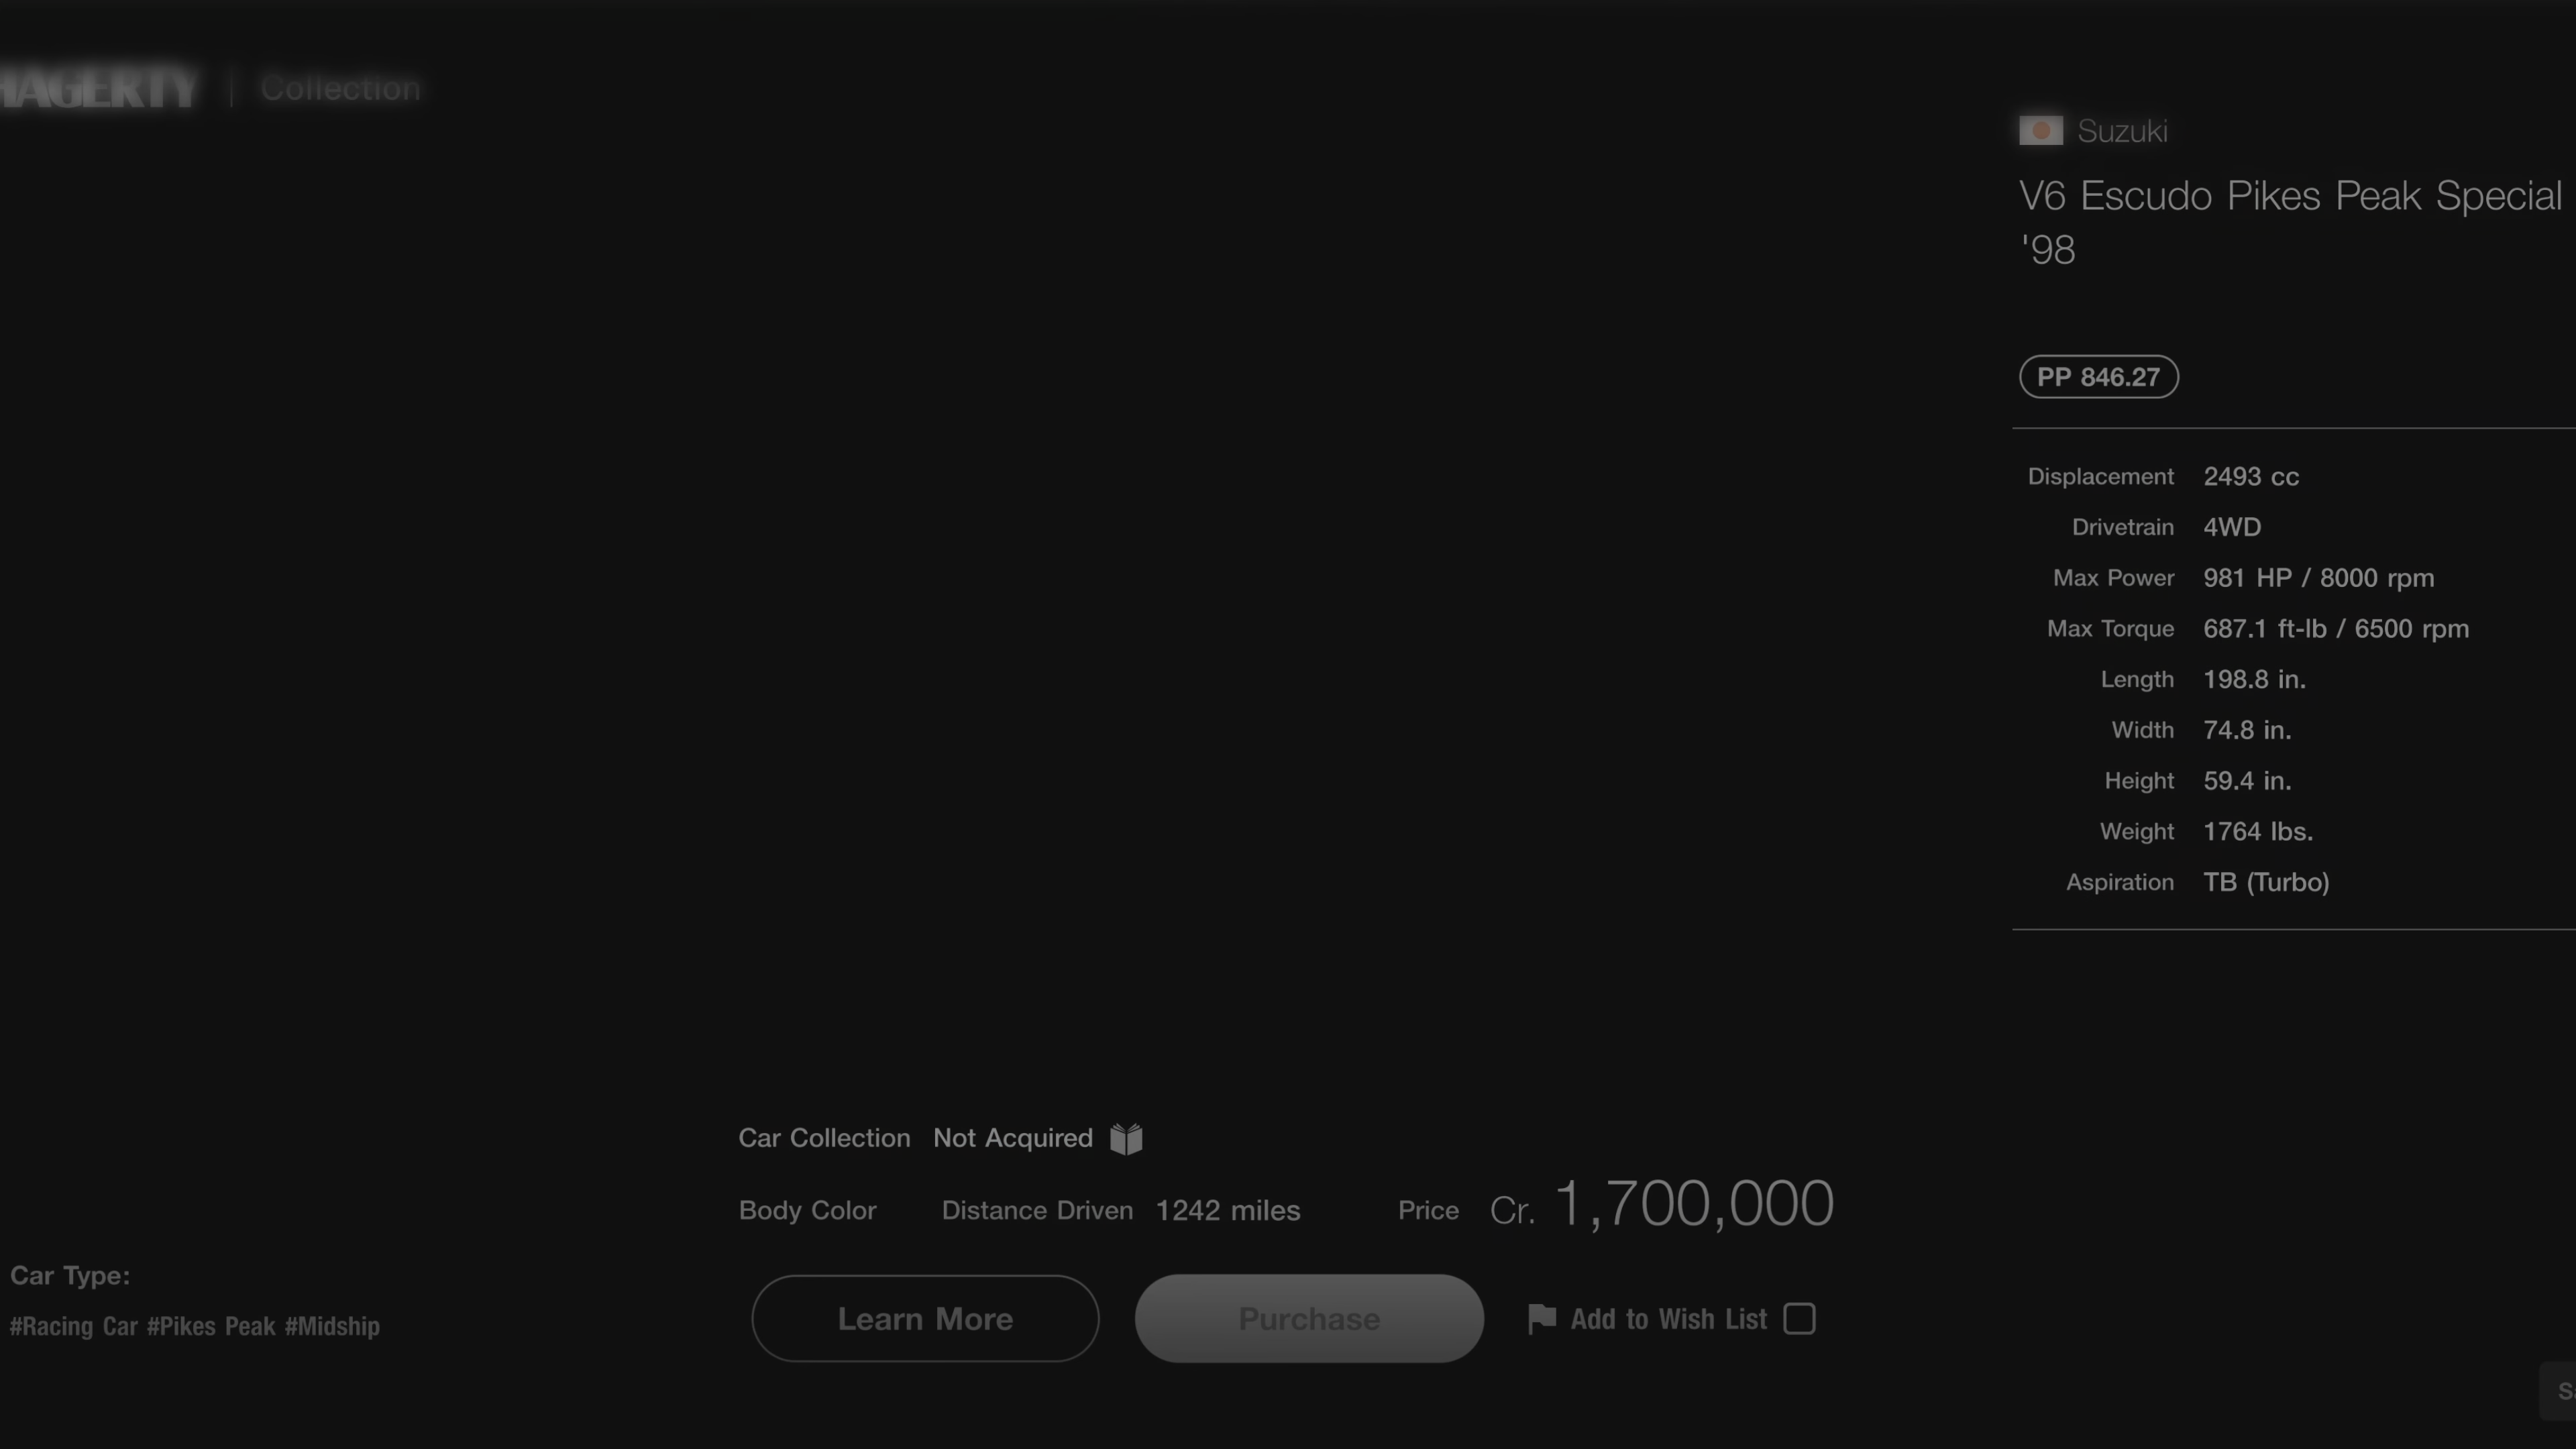 HAGERTY | Collection
Suzuki
V6 Escudo Pikes Peak Special
'98
PP 846.27
Displacement 2493 cc
Drivetrain 4WD
Max Power 981 HP / 8000 rpm
Max Torque 687.1 ft-lb / 6500 rpm
Length 198.8 in.
Width 74.8 in.
Height 59.4 in.
Weight 1764 lbs.
Aspiration TB (Turbo)
Car Collection Not Acquired
Body Color Distance Driven 1242 miles Price Cr. 1,700,000
Car Type:
#Racing Car #Pikes Peak #Midship
Learn More Purchase Add to Wish List